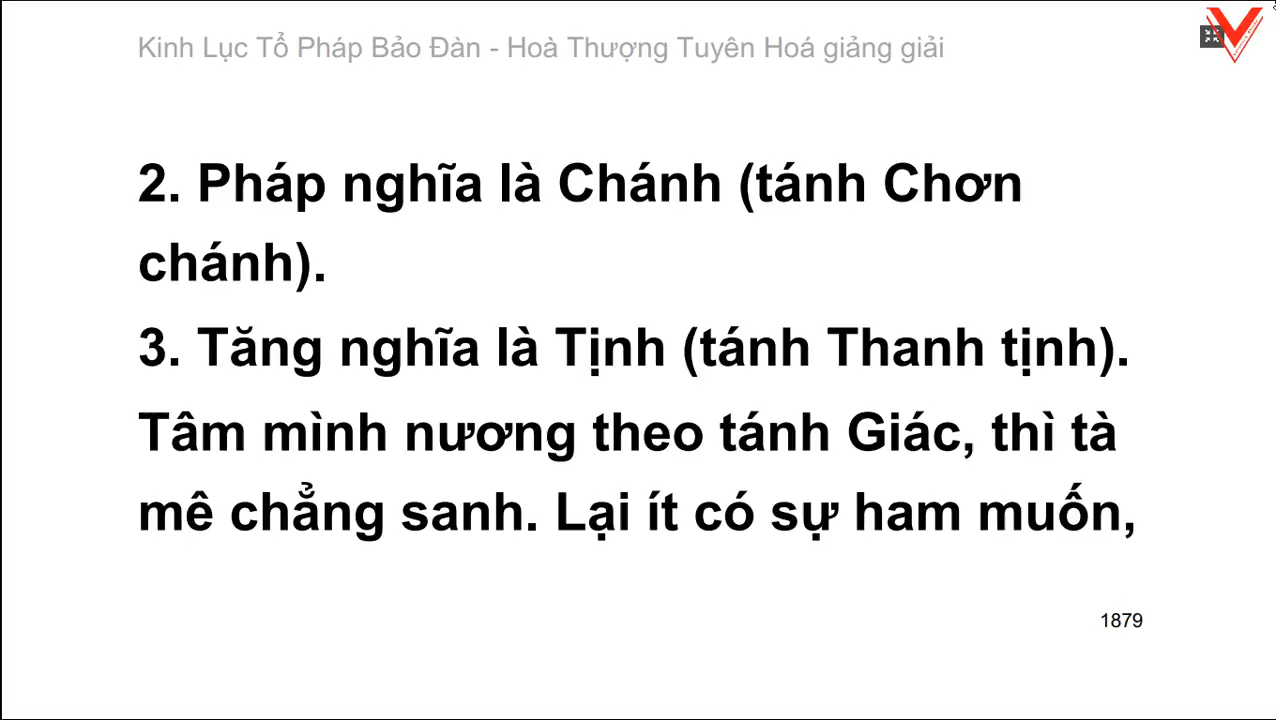 Kinh Lục Tổ Pháp Bảo Đàn - Hoà Thượng Tuyên Hoá giảng giải
2. Pháp nghĩa là Chánh (tánh Chơn
chánh).
3. Tăng nghĩa là Tịnh (tánh Thanh tịnh).
Tâm mình nương theo tánh Giác, thì tà
mê chẳng sanh. Lại ít có sự ham muốn,
1879